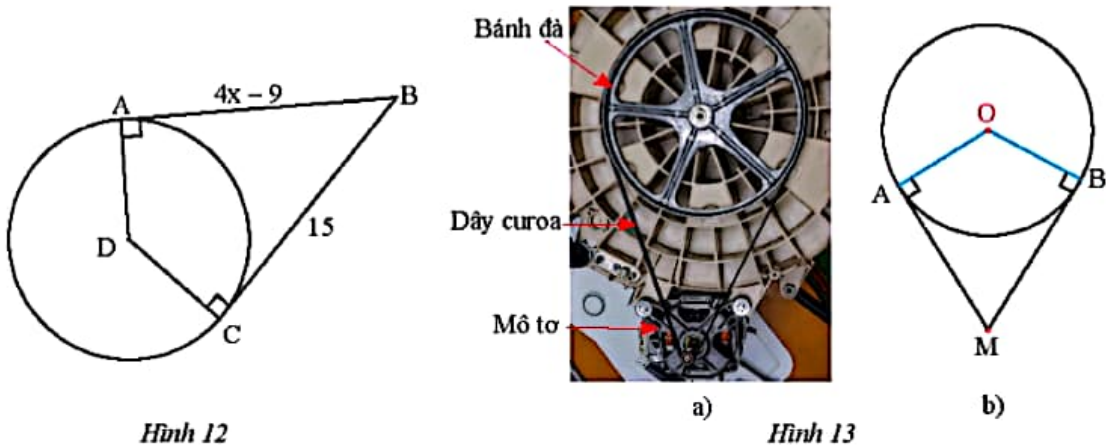 A
4x – 9
B
D
15
C
Hình 12
Bánh đà
Dây curoa
Mô tơ
a)
O
A
B
M
b)
Hình 13